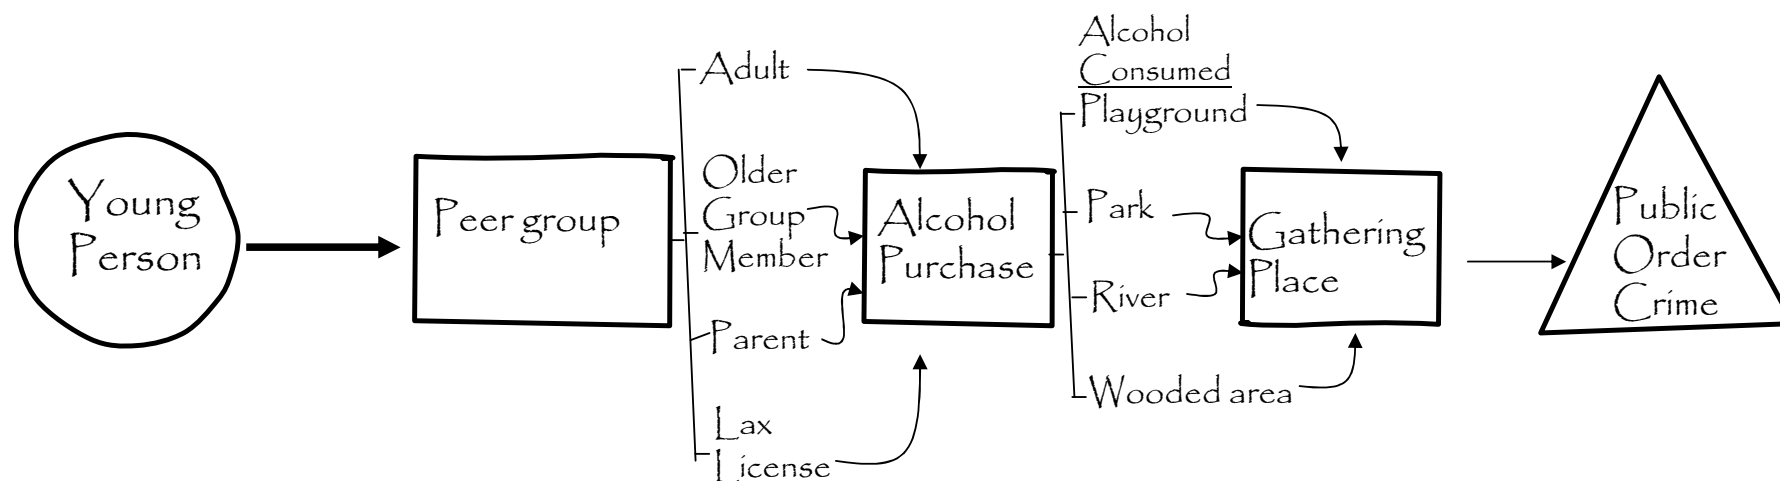 Young
Person
Peer group
Adult
Older
Group
Member
Parent
Lax
License
Alcohol
Purchase
Alcohol
Consumed
Playground
Park
River
Wooded area
Gathering
Place
Public
Order
Crime